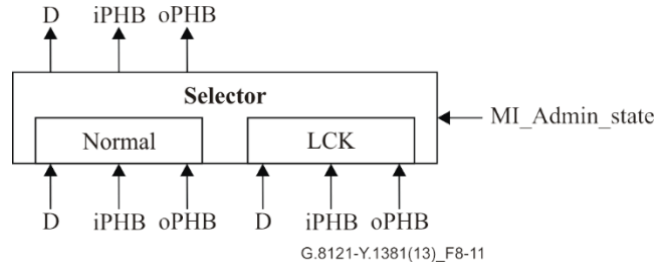 D iPHB oPHB
Selector
MI_Admin_state
Normal LCK
D iPHB oPHB D iPHB oPHB
G.8121-Y.1381(13)_F8-11